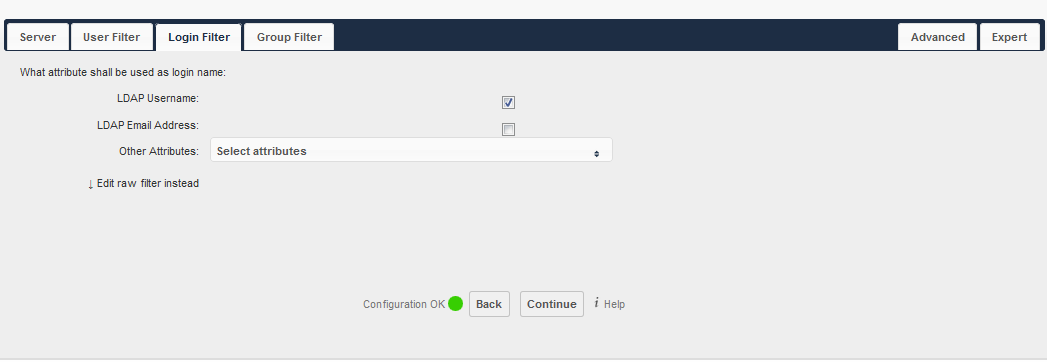 Server User Filter Login Filter Group Filter Advanced Expert
What attribute shall be used as login name:
LDAP Username:
LDAP Email Address:
Other Attributes: Select attributes
↓ Edit raw filter instead
Configuration OK Back Continue i Help